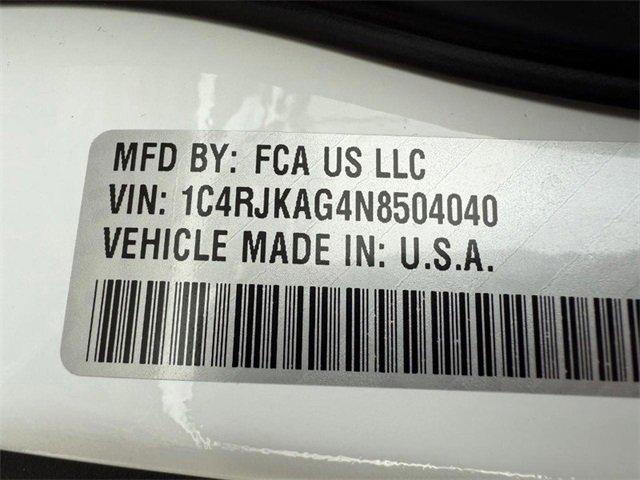 MFD BY: FCA US LLC
VIN: 1C4RJKAG4N8504040
VEHICLE MADE IN: U.S.A.